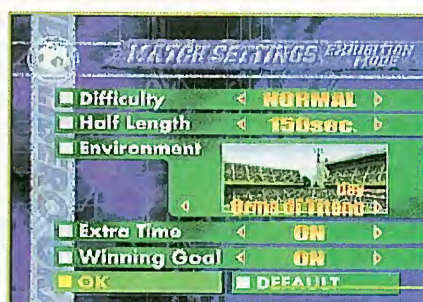 MATCH SETTINGS EXHIBITION MODE
Difficulty NORMAL
Half Length 150sec.
Environment
Day
Extra Time ON
Winning Goal ON
OK DEFAULT